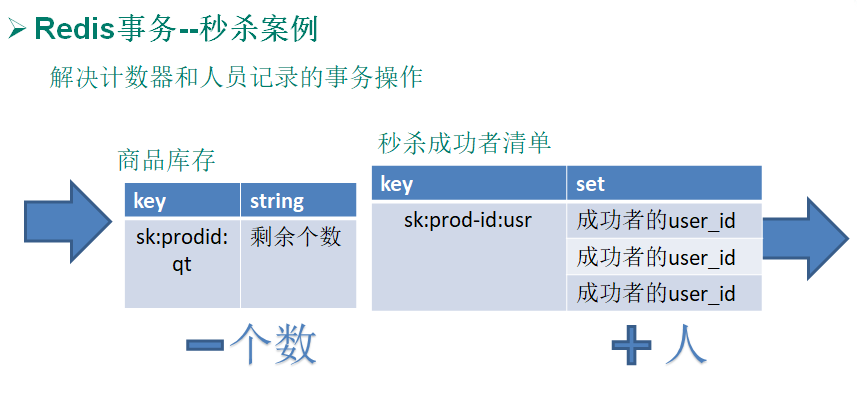 Redis事务--秒杀案例
解决计数器和人员记录的事务操作
商品库存
key string
sk:prodid:
qt
剩余个数
秒杀成功者清单
key set
sk:prod-id:usr
成功者的user_id
成功者的user_id
成功者的user_id
个数
人